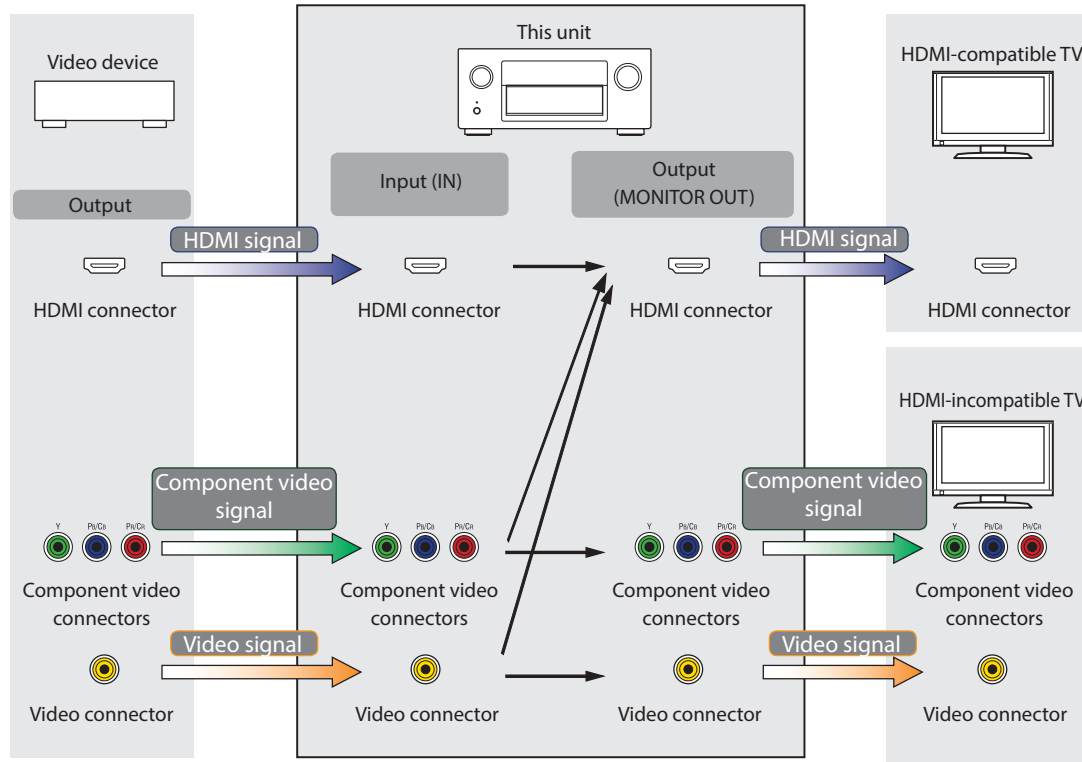 This unit
Video device
HDMI-compatible TV
Input (IN)
Output
(MONITOR OUT)
Output
HDMI signal
HDMI signal
HDMI connector
HDMI connector
HDMI connector
HDMI connector
HDMI-incompatible TV
Component video
signal
Component video
signal
Y PB/CB PR/CR
Y PB/CB PR/CR
Y PB/CB PR/CR
Y PB/CB PR/CR
Component video
connectors
Component video
connectors
Component video
connectors
Component video
connectors
Video signal
Video signal
Video connector
Video connector
Video connector
Video connector